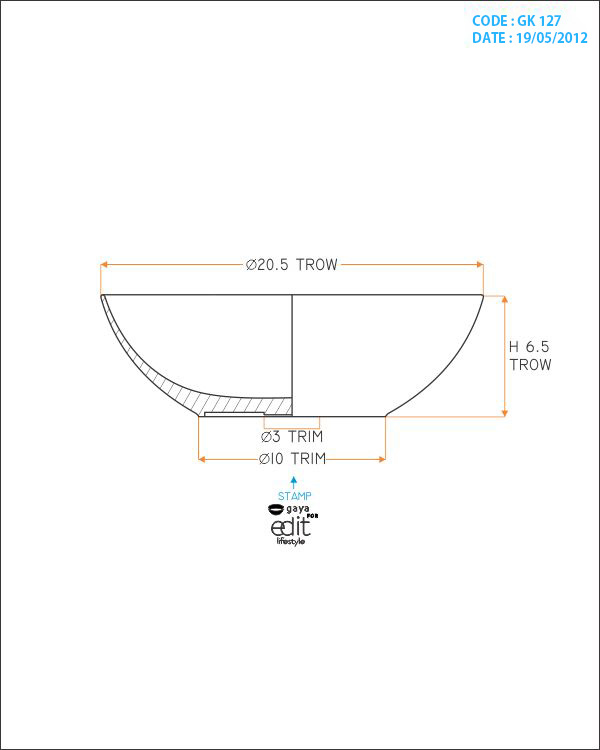 CODE : GK 127
DATE : 19/05/2012
Ø20.5 TROW
H 6.5
TROW
Ø3 TRIM
Ø10 TRIM
STAMP
gaya
FOR
edit
lifestyle